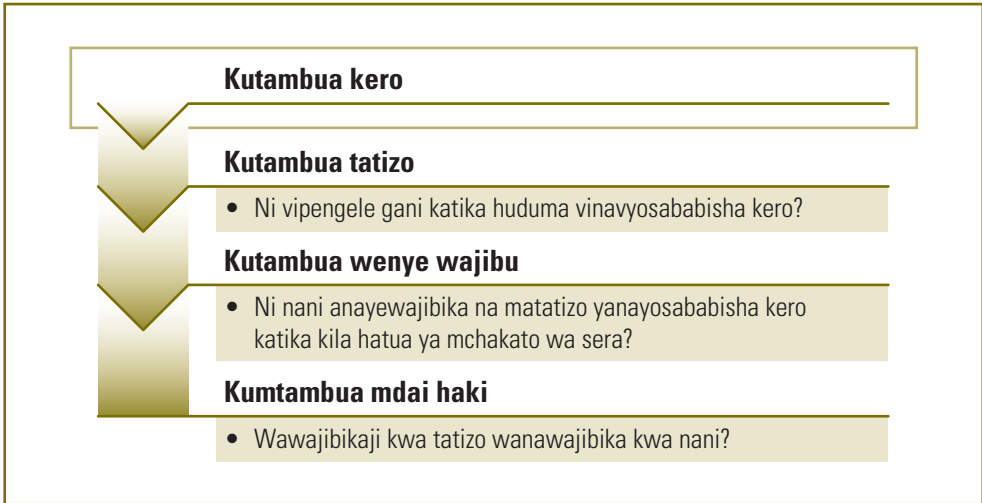 Kutambua kero
Kutambua tatizo
• Ni vipengele gani katika huduma vinavyosababisha kero?
Kutambua wenye wajibu
• Ni nani anayewajibika na matatizo yanayosababisha kero
katika kila hatua ya mchakato wa sera?
Kumtambua mdai haki
• Wawajibikaji kwa tatizo wanawajibika kwa nani?